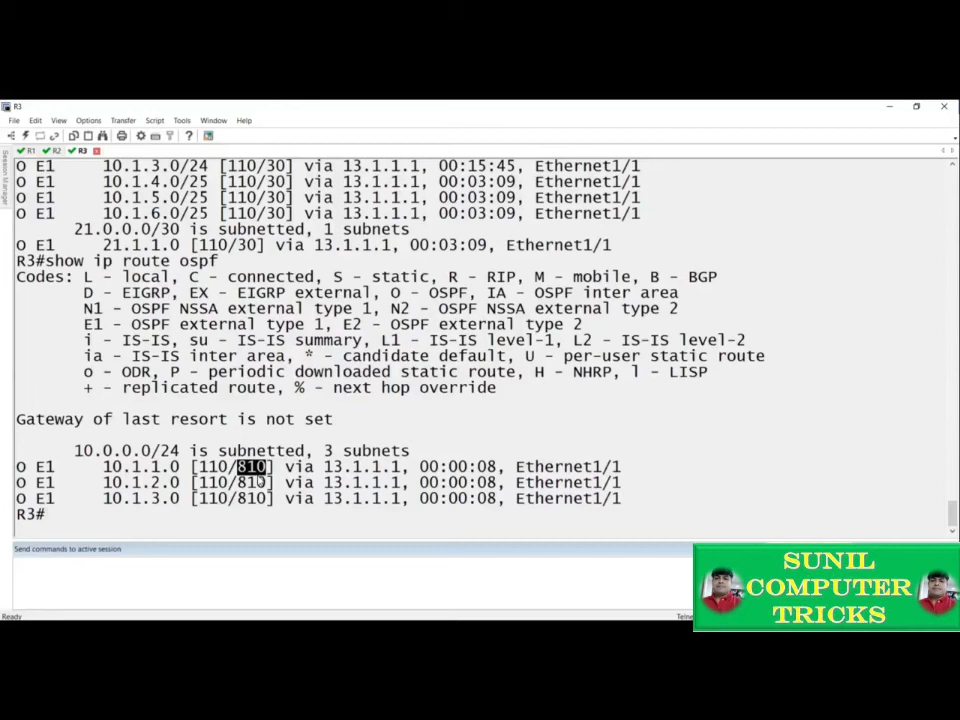 R3
File Edit View Options Transfer Script Tools Window Help
R1 R2 R3
Session Manager
O E1 10.1.3.0/24 [110/30] via 13.1.1.1, 00:15:45, Ethernet1/1
O E1 10.1.4.0/25 [110/30] via 13.1.1.1, 00:03:09, Ethernet1/1
O E1 10.1.5.0/25 [110/30] via 13.1.1.1, 00:03:09, Ethernet1/1
O E1 10.1.6.0/25 [110/30] via 13.1.1.1, 00:03:09, Ethernet1/1
21.0.0.0/30 is subnetted, 1 subnets
O E1 21.1.1.0 [110/30] via 13.1.1.1, 00:03:09, Ethernet1/1
R3#show ip route ospf
Codes: L - local, C - connected, S - static, R - RIP, M - mobile, B - BGP
D - EIGRP, EX - EIGRP external, O - OSPF, IA - OSPF inter area
N1 - OSPF NSSA external type 1, N2 - OSPF NSSA external type 2
E1 - OSPF external type 1, E2 - OSPF external type 2
i - IS-IS, su - IS-IS summary, L1 - IS-IS level-1, L2 - IS-IS level-2
ia - IS-IS inter area, * - candidate default, U - per-user static route
o - ODR, P - periodic downloaded static route, H - NHRP, l - LISP
+ - replicated route, % - next hop override
Gateway of last resort is not set
10.0.0.0/24 is subnetted, 3 subnets
O E1 10.1.1.0 [110/810] via 13.1.1.1, 00:00:08, Ethernet1/1
O E1 10.1.2.0 [110/810] via 13.1.1.1, 00:00:08, Ethernet1/1
O E1 10.1.3.0 [110/810] via 13.1.1.1, 00:00:08, Ethernet1/1
R3#
Send commands to active session
Ready
SUNIL
COMPUTER
TRICKS